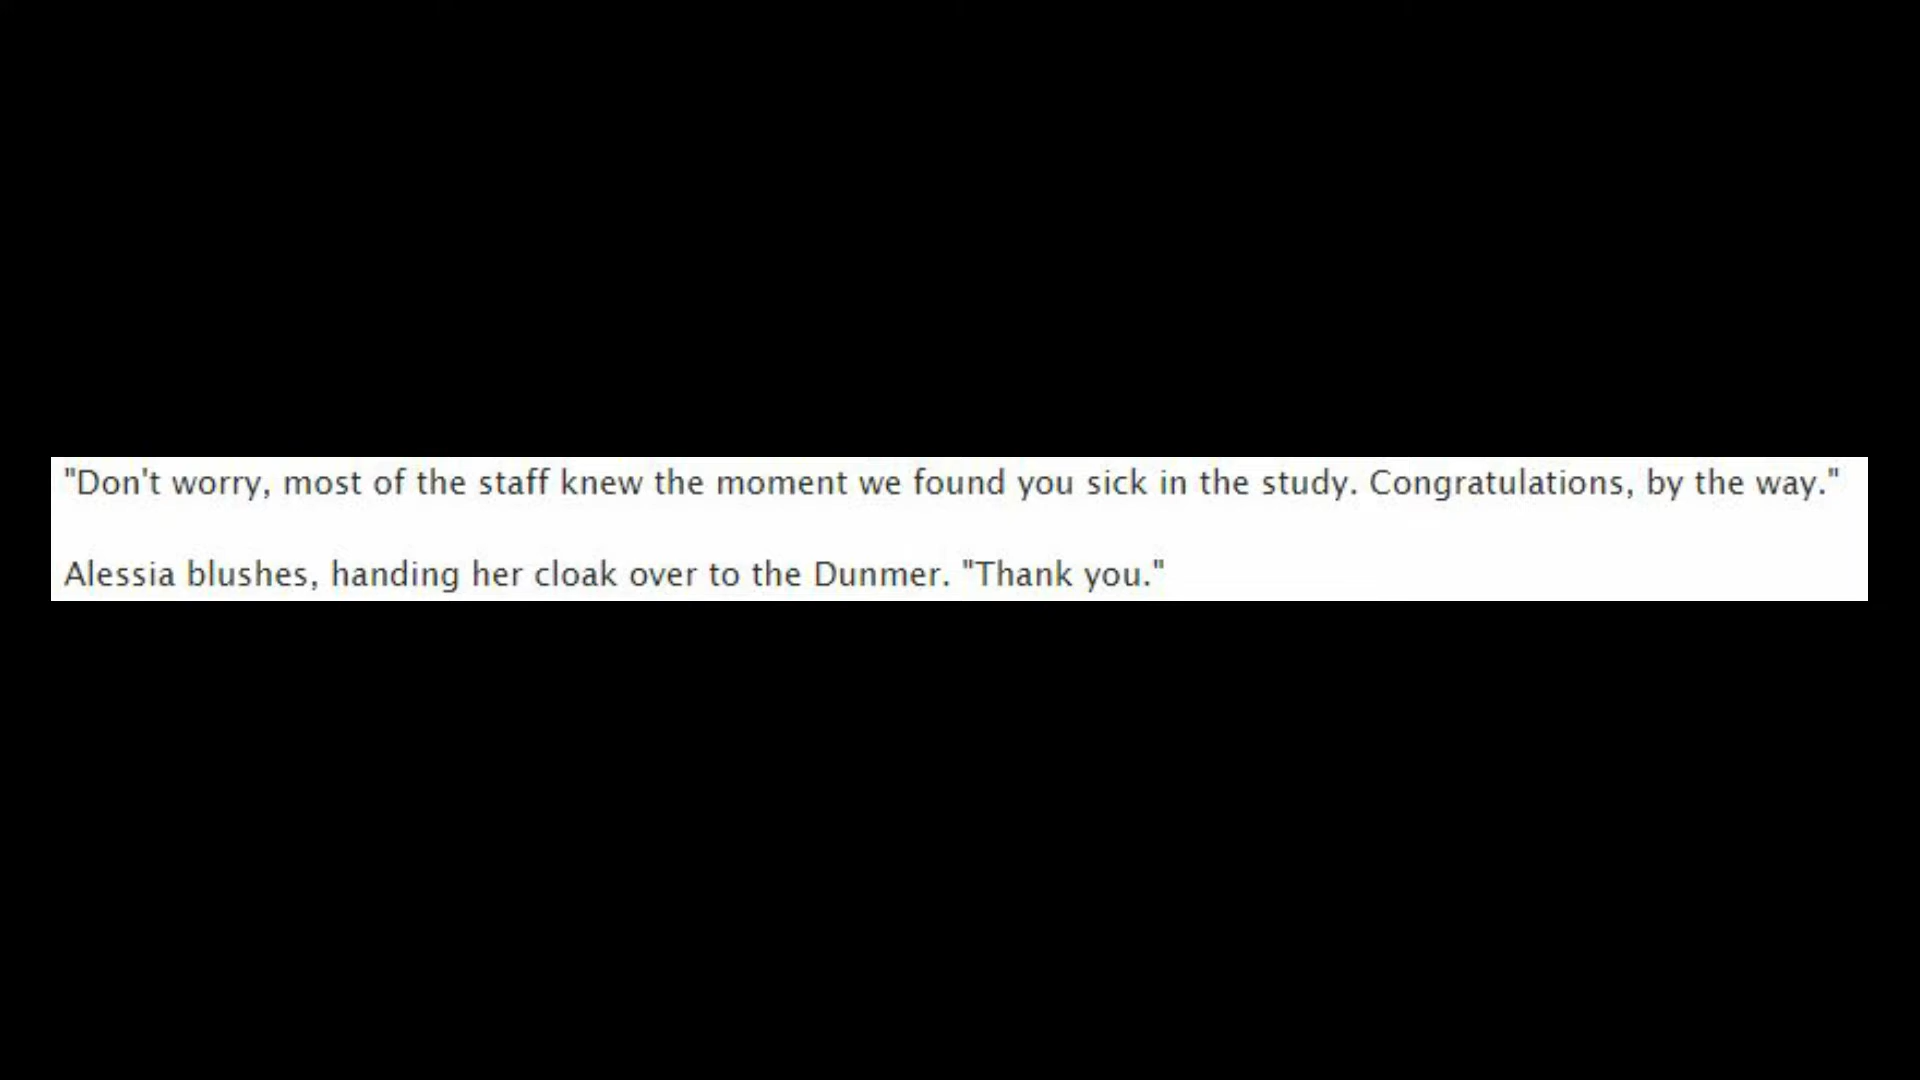 "Don't worry, most of the staff knew the moment we found you sick in the study. Congratulations, by the way."
Alessia blushes, handing her cloak over to the Dunmer. "Thank you."